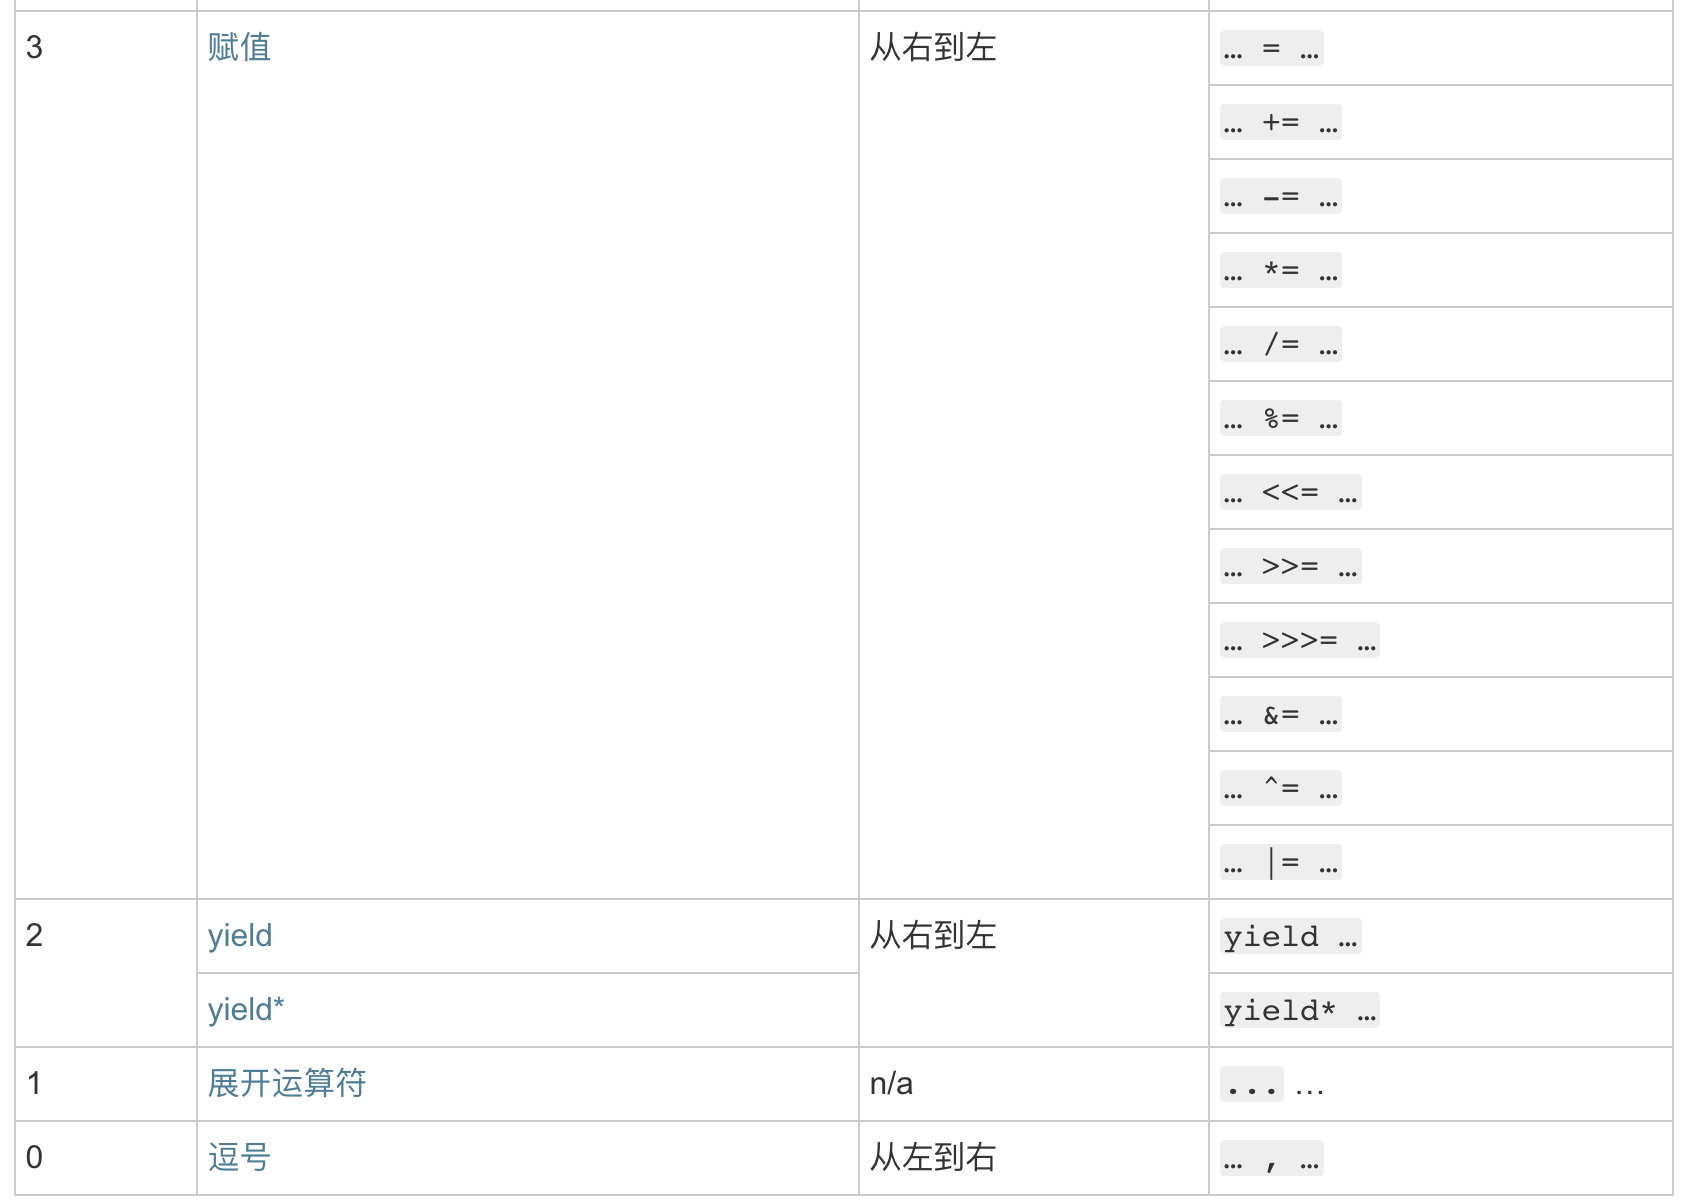 3 赋值 从右到左 … = …
… += …
… -= …
… *= …
… /= …
… %= …
… <<= …
… >>= …
… >>>= …
… &= …
… ^= …
… |= …
2 yield 从右到左 yield …
yield* yield* …
1 展开运算符 n/a ... …
0 逗号 从左到右 … , …